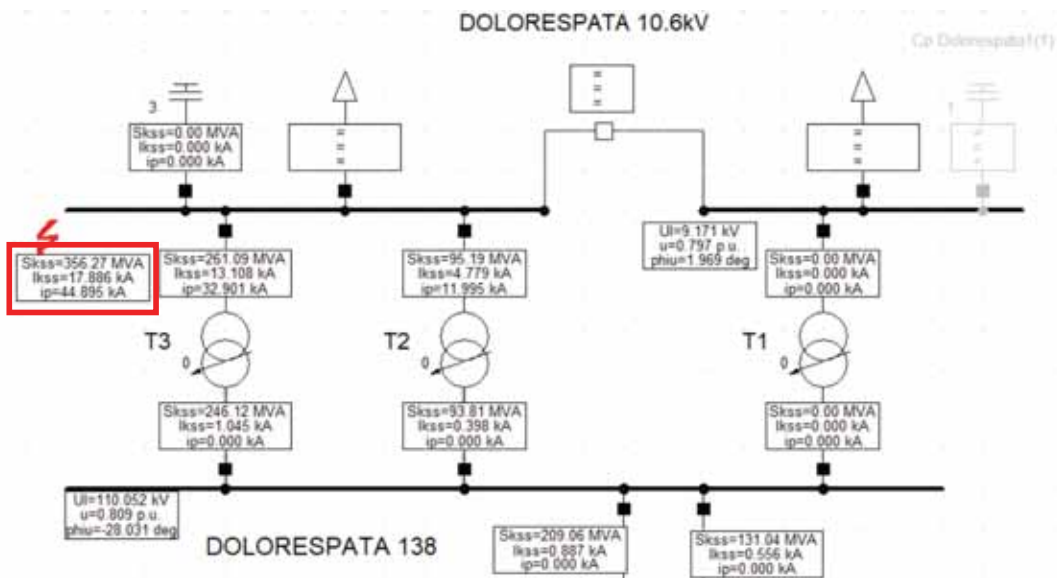 DOLORESPATA 10.6kV
Cp Dolorespata1(1)
3
1
Skss=0.00 MVA
Ikss=0.000 kA
ip=0.000 kA
Skss=356.27 MVA
Ikss=17.886 kA
ip=44.895 kA
Skss=261.09 MVA
Ikss=13.108 kA
ip=32.901 kA
Skss=95.19 MVA
Ikss=4.779 kA
ip=11.995 kA
Ul=9.171 kV
u=0.797 p.u.
phiu=1.969 deg
Skss=0.00 MVA
Ikss=0.000 kA
ip=0.000 kA
T3
0
T2
0
T1
0
Skss=246.12 MVA
Ikss=1.045 kA
ip=0.000 kA
Skss=93.81 MVA
Ikss=0.398 kA
ip=0.000 kA
Skss=0.00 MVA
Ikss=0.000 kA
ip=0.000 kA
Ul=110.052 kV
u=0.809 p.u.
phiu=-28.031 deg
DOLORESPATA 138
Skss=209.06 MVA
Ikss=0.887 kA
ip=0.000 kA
Skss=131.04 MVA
Ikss=0.556 kA
ip=0.000 kA